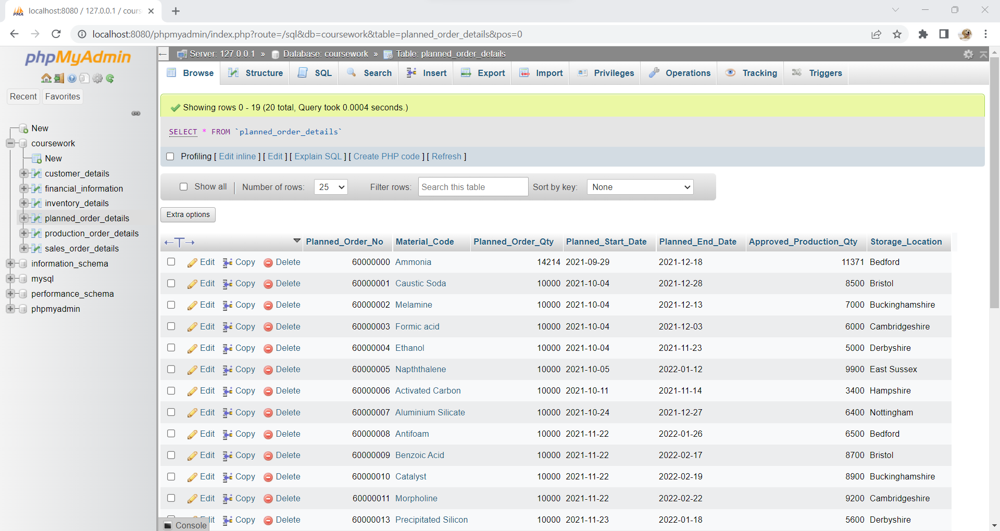 localhost:8080 / 127.0.0.1 / cours
localhost:8080/phpmyadmin/index.php?route=/sql&db=coursework&table=planned_order_details&pos=0
phpMyAdmin
Recent Favorites
New
coursework
New
customer_details
financial_information
inventory_details
planned_order_details
production_order_details
sales_order_details
information_schema
mysql
performance_schema
phpmyadmin
Server: 127.0.0.1 » Database: coursework » Table: planned_order_details
Browse Structure SQL Search Insert Export Import Privileges Operations Tracking Triggers
Showing rows 0 - 19 (20 total, Query took 0.0004 seconds.)
SELECT * FROM `planned_order_details`
Profiling [ Edit inline ] [ Edit ] [ Explain SQL ] [ Create PHP code ] [ Refresh ]
Show all Number of rows: 25 Filter rows: Search this table Sort by key: None
Extra options
←T→ Planned_Order_No Material_Code Planned_Order_Qty Planned_Start_Date Planned_End_Date Approved_Production_Qty Storage_Location
Edit Copy Delete 60000000 Ammonia 14214 2021-09-29 2021-12-18 11371 Bedford
Edit Copy Delete 60000001 Caustic Soda 10000 2021-10-04 2021-12-28 8500 Bristol
Edit Copy Delete 60000002 Melamine 10000 2021-10-04 2021-12-13 7000 Buckinghamshire
Edit Copy Delete 60000003 Formic acid 10000 2021-10-04 2021-12-03 6000 Cambridgeshire
Edit Copy Delete 60000004 Ethanol 10000 2021-10-04 2021-11-23 5000 Derbyshire
Edit Copy Delete 60000005 Napththalene 10000 2021-10-05 2022-01-12 9900 East Sussex
Edit Copy Delete 60000006 Activated Carbon 10000 2021-10-11 2021-11-14 3400 Hampshire
Edit Copy Delete 60000007 Aluminium Silicate 10000 2021-10-24 2021-12-27 6400 Nottingham
Edit Copy Delete 60000008 Antifoam 10000 2021-11-22 2022-01-26 6500 Bedford
Edit Copy Delete 60000009 Benzoic Acid 10000 2021-11-22 2022-02-17 8700 Bristol
Edit Copy Delete 60000010 Catalyst 10000 2021-11-22 2022-02-19 8900 Buckinghamshire
Edit Copy Delete 60000011 Morpholine 10000 2021-11-22 2022-02-22 9200 Cambridgeshire
Copy Delete 60000013 Precipitated Silicon 10000 2021-11-23 2022-01-18 5600 Derbyshire
Console